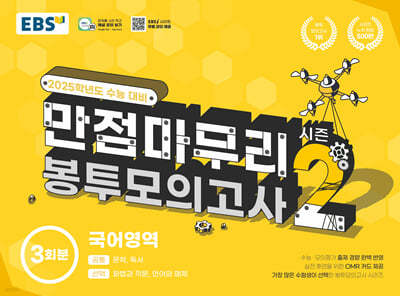 EBS
2025학년도 수능 대비
만점마무리
봉투모의고사
시즌
2
3회분
국어영역
공통 문학, 독서
선택 화법과 작문, 언어와 매체
수능·모의평가 출제 경향 완벽 반영
실전 훈련을 위한 OMR 카드 제공
가장 많은 수험생이 선택한 봉투모의고사 시리즈